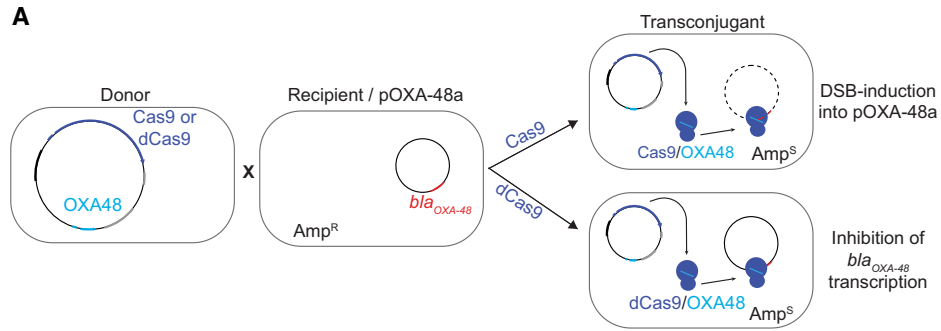 A
Donor
Cas9 or
dCas9
OXA48
x
Recipient / pOXA-48a
bla_OXA-48
Amp^R
Cas9
dCas9
Transconjugant
Cas9/OXA48
Amp^S
DSB-induction
into pOXA-48a
dCas9/OXA48
Amp^S
Inhibition of
bla_OXA-48
transcription